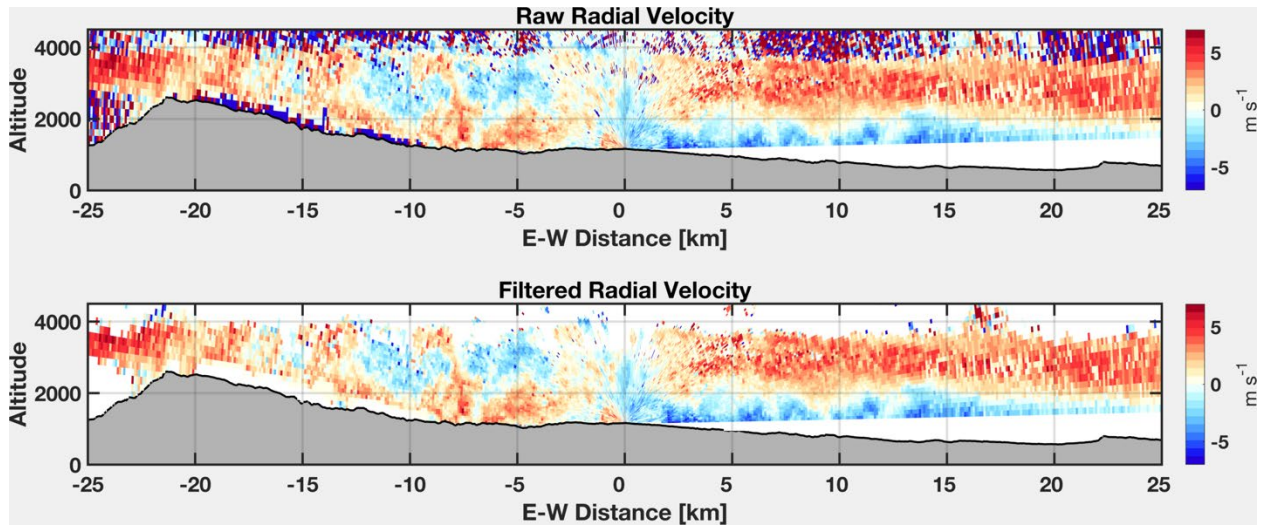 Raw Radial Velocity
4000
2000
0
Altitude
-25 -20 -15 -10 -5 0 5 10 15 20 25
E-W Distance [km]
5
0
-5
m s⁻¹
Filtered Radial Velocity
4000
2000
0
Altitude
-25 -20 -15 -10 -5 0 5 10 15 20 25
E-W Distance [km]
5
0
-5
m s⁻¹